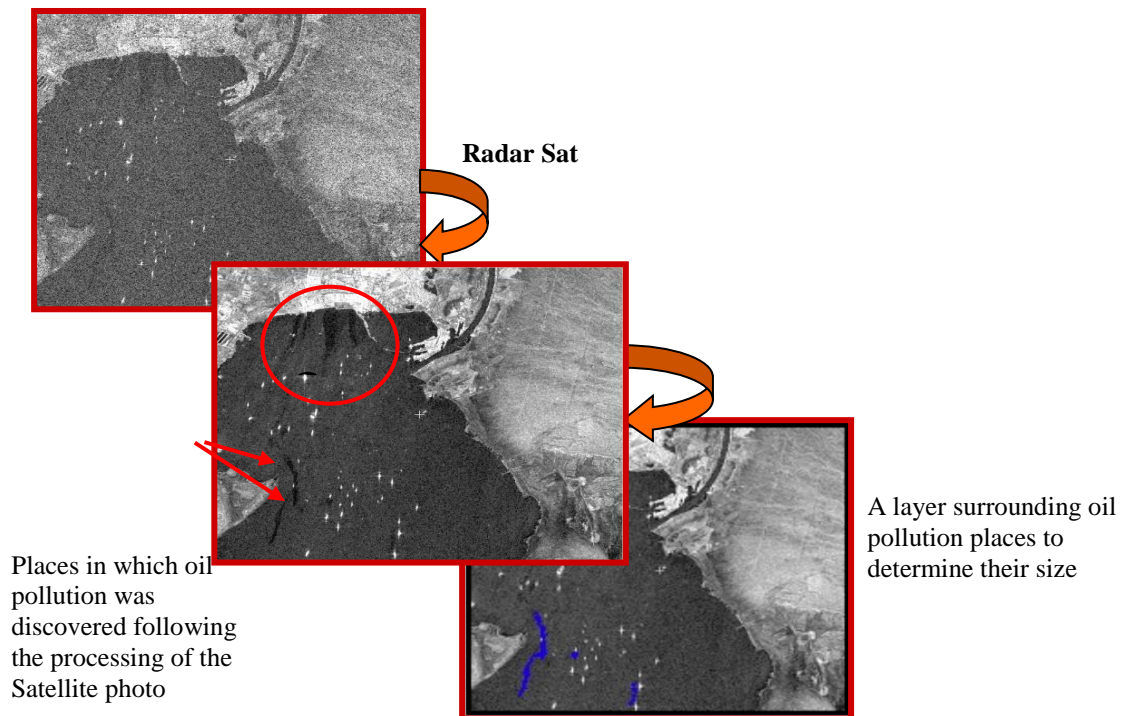 Radar Sat
A layer surrounding oil
pollution places to
determine their size
Places in which oil
pollution was
discovered following
the processing of the
Satellite photo